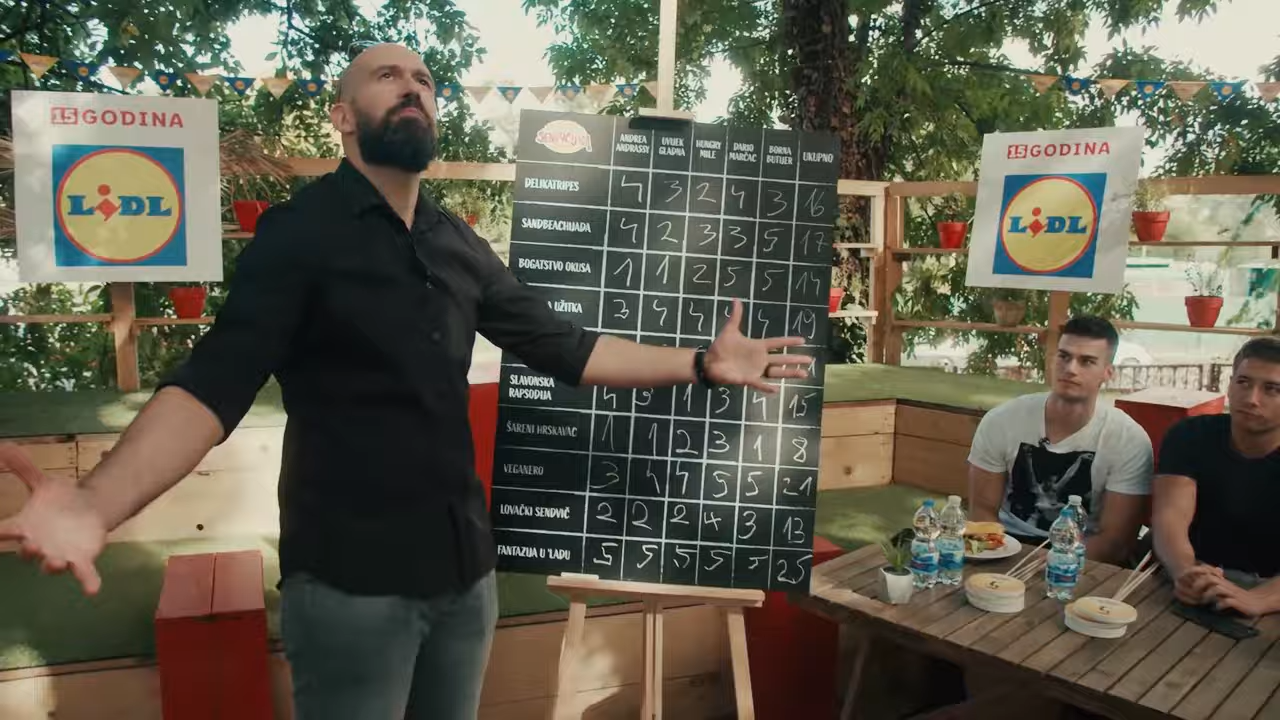 15 GODINA
LIDL
ANDREA ANDRASSY
UVIJEK GLADNA
HUNGRY MILE
DARIO MARČAC
BORNA BUTIJER
UKUPNO
DELIKATRIPES 4 3 2 4 3 16
SANDBEACHIJADA 4 2 3 3 5 17
BOGATSTVO OKUSA 1 1 2 5 5 14
UŽITKA 3 4 4 4 19
SLAVONSKA RAPSODIJA 4 3 1 3 4 15
ŠARENI HRSKAVAC 1 1 2 3 1 8
VEGANERO 3 4 4 5 5 21
LOVAČKI SENDVIČ 2 2 2 4 3 13
FANTAZIJA U 'LADU 5 5 5 5 5 25
15 GODINA
LIDL